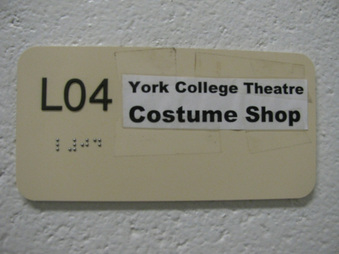 L04
York College Theatre
Costume Shop